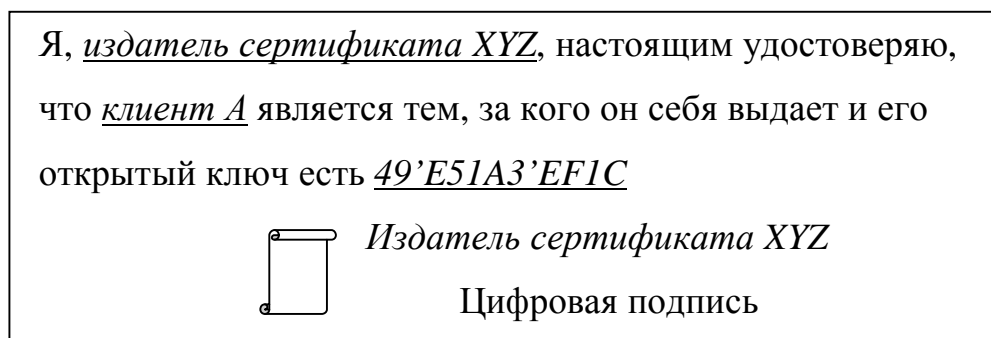 Я, издатель сертификата XYZ, настоящим удостоверяю,
что клиент А является тем, за кого он себя выдает и его
открытый ключ есть 49’E51A3’EF1C
Издатель сертификата XYZ
Цифровая подпись